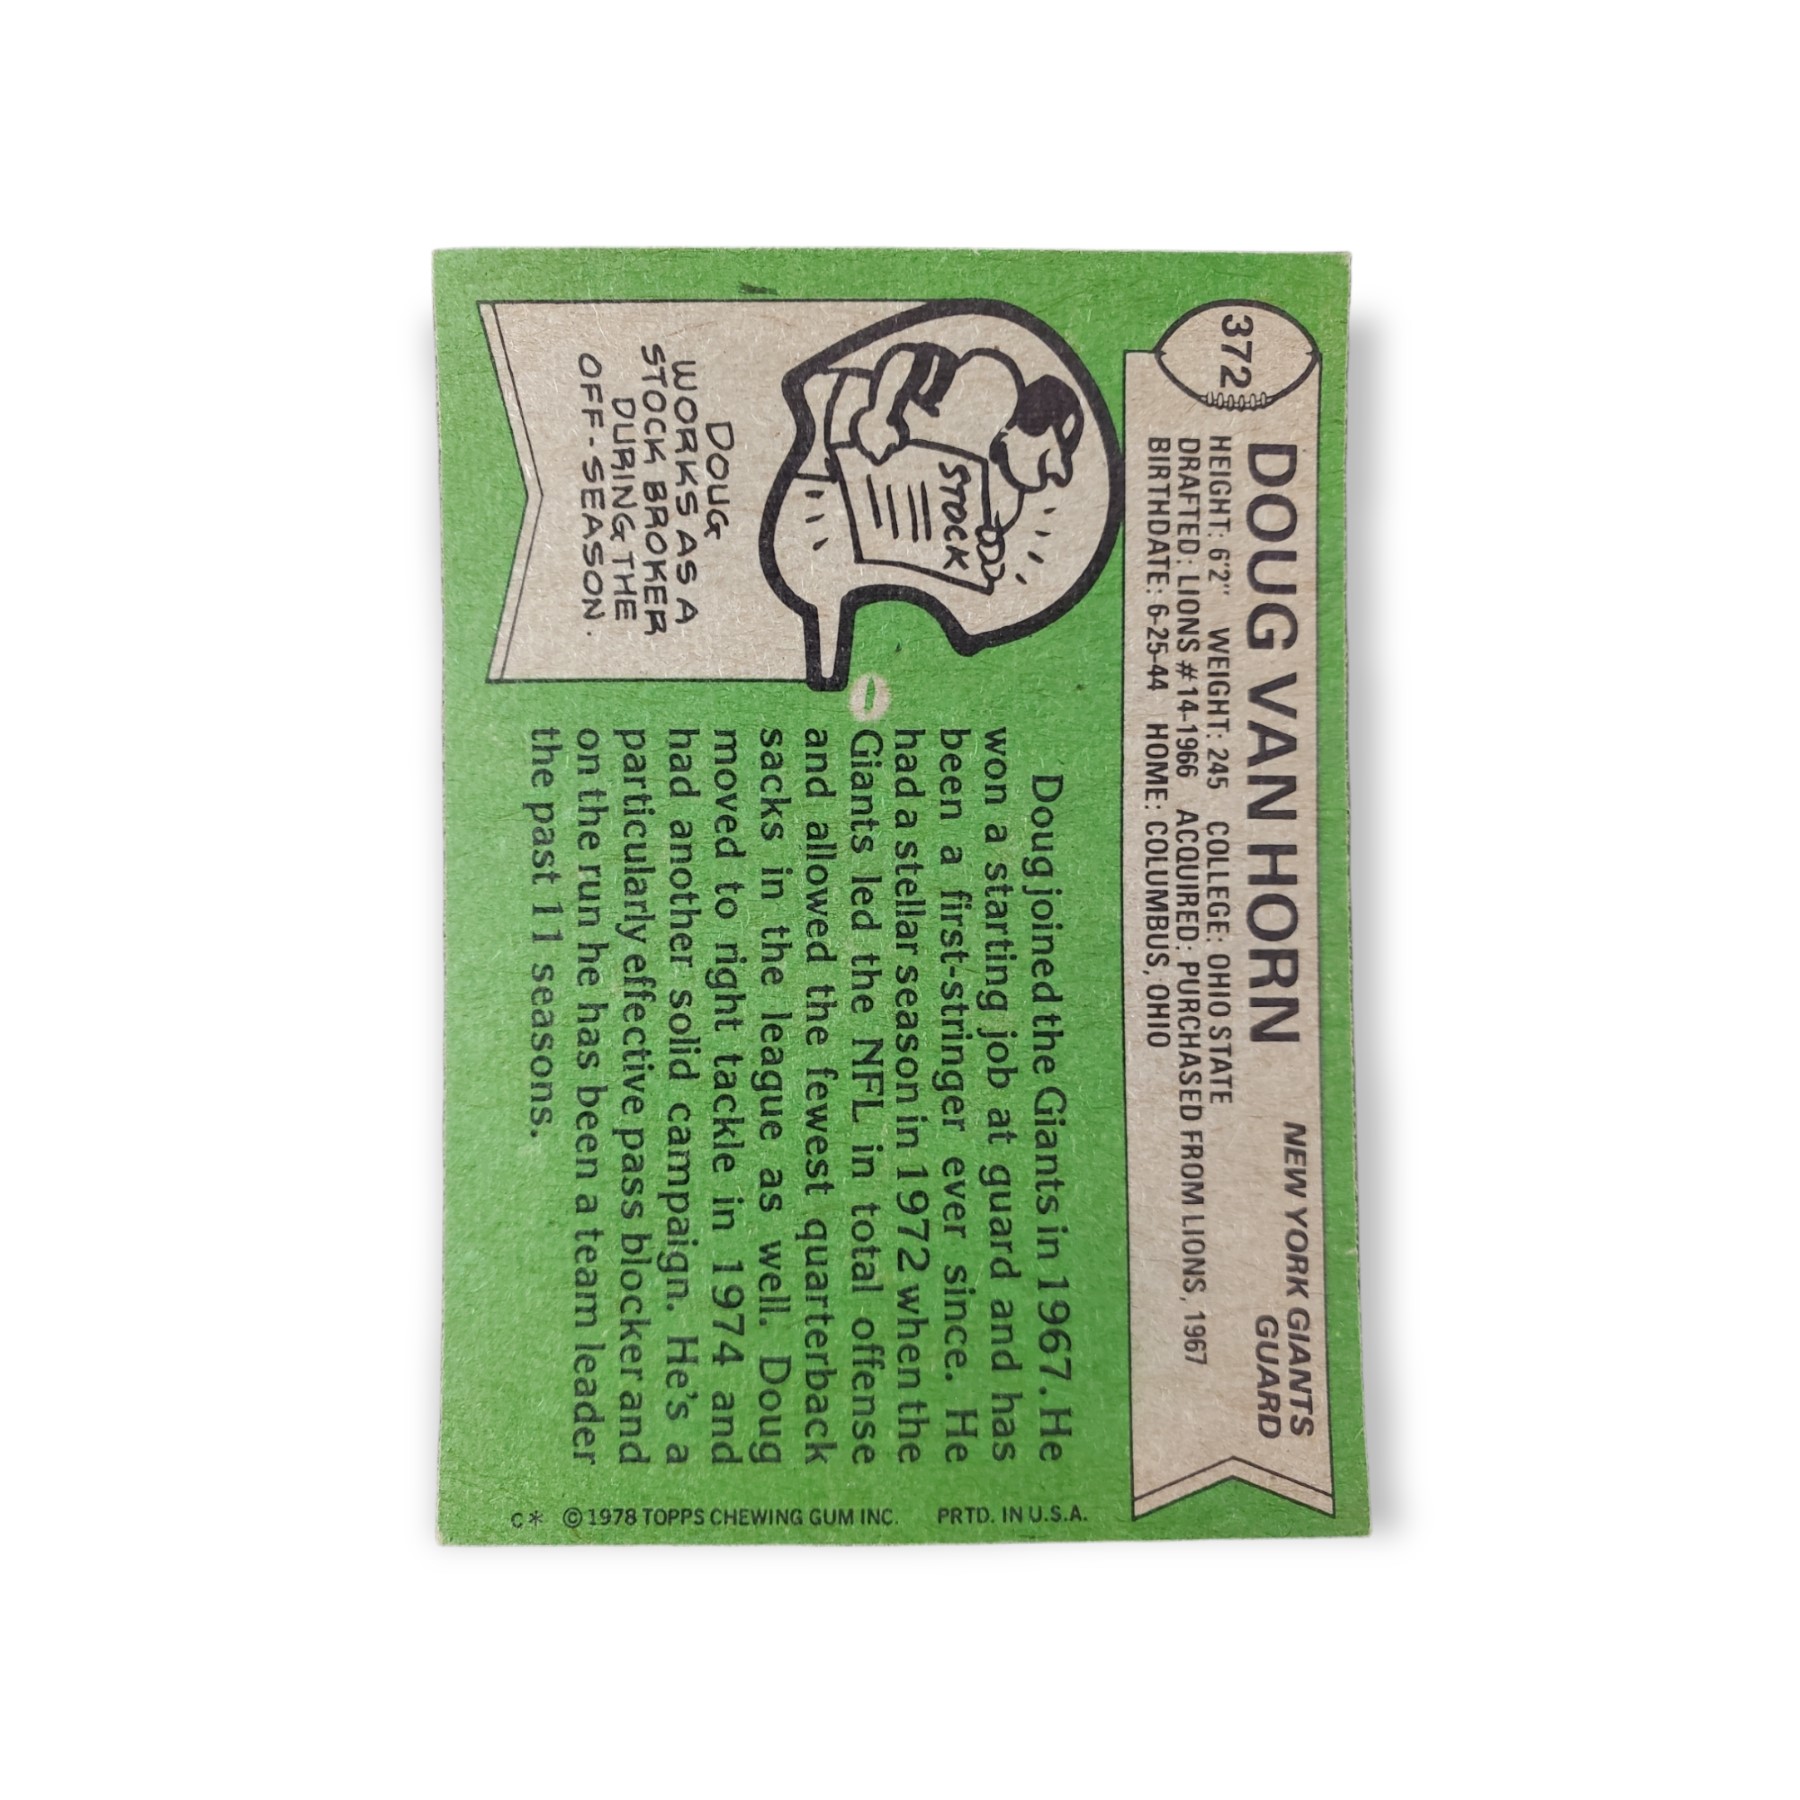 372
DOUG VAN HORN
NEW YORK GIANTS
GUARD
HEIGHT: 6'2" WEIGHT: 245 COLLEGE: OHIO STATE
DRAFTED: LIONS #14-1966 ACQUIRED: PURCHASED FROM LIONS, 1967
BIRTHDATE: 6-25-44 HOME: COLUMBUS, OHIO
STOCK
DOUG
WORKS AS A
STOCK BROKER
DURING THE
OFF-SEASON.
Doug joined the Giants in 1967. He
won a starting job at guard and has
been a first-stringer ever since. He
had a stellar season in 1972 when the
Giants led the NFL in total offense
and allowed the fewest quarterback
sacks in the league as well. Doug
moved to right tackle in 1974 and
had another solid campaign. He's a
particularly effective pass blocker and
on the run he has been a team leader
the past 11 seasons.
C* © 1978 TOPPS CHEWING GUM INC. PRTD. IN U.S.A.